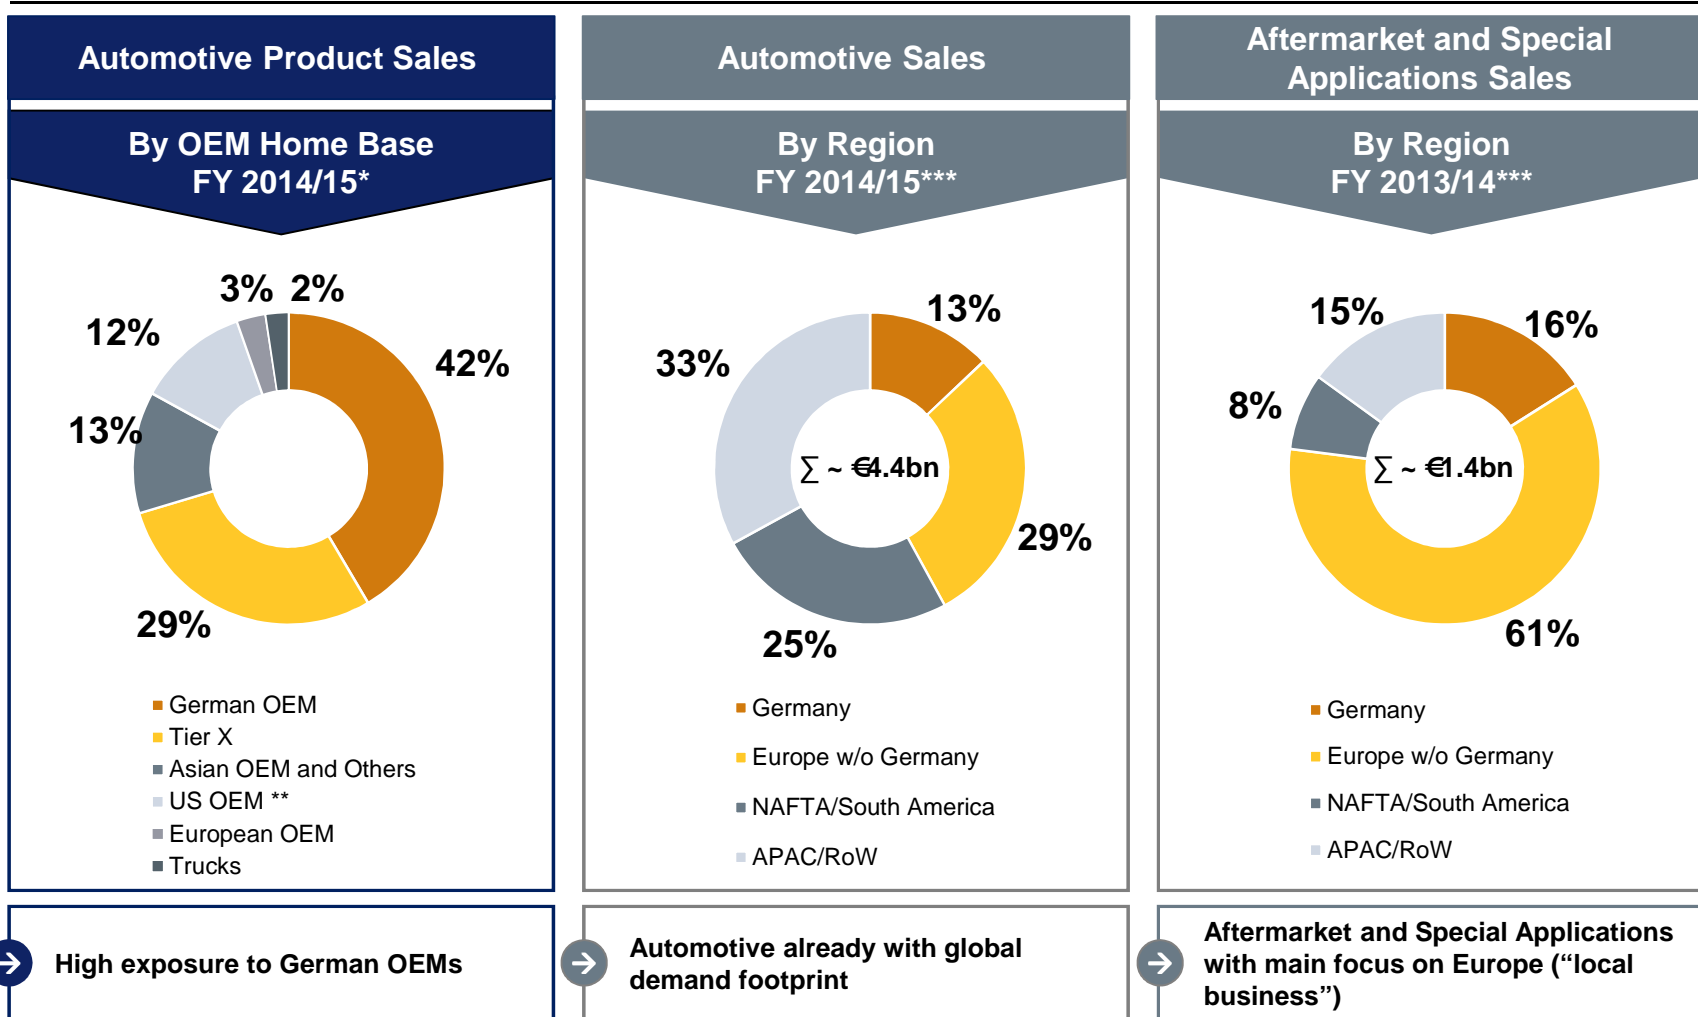 Automotive Product Sales
By OEM Home Base
FY 2014/15*
3%
2%
12%
42%
13%
29%
German OEM
Tier X
Asian OEM and Others
US OEM **
European OEM
Trucks
High exposure to German OEMs
Automotive Sales
By Region
FY 2014/15***
13%
33%
∑ ~ €4.4bn
29%
25%
Germany
Europe w/o Germany
NAFTA/South America
APAC/RoW
Automotive already with global
demand footprint
Aftermarket and Special
Applications Sales
By Region
FY 2013/14***
15%
16%
8%
∑ ~ €1.4bn
61%
Germany
Europe w/o Germany
NAFTA/South America
APAC/RoW
Aftermarket and Special Applications
with main focus on Europe (“local
business”)